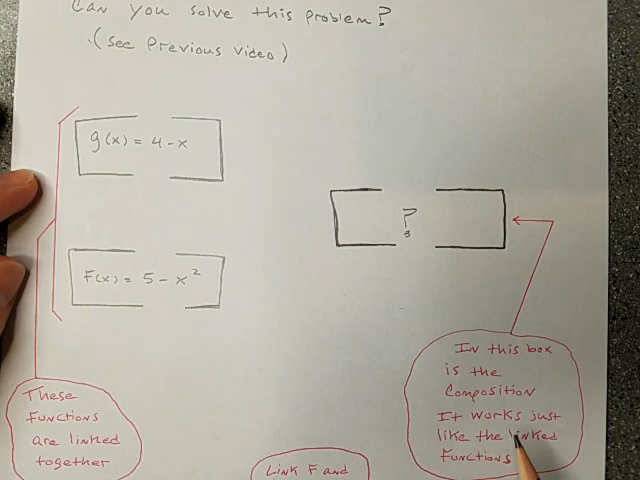 Can you solve this problem?
(See Previous video)
g(x) = 4 - x
?
F(x) = 5 - x²
In this box
is the
Composition
It works just
like the linked
Functions
These
Functions
are linked
together
Link F and